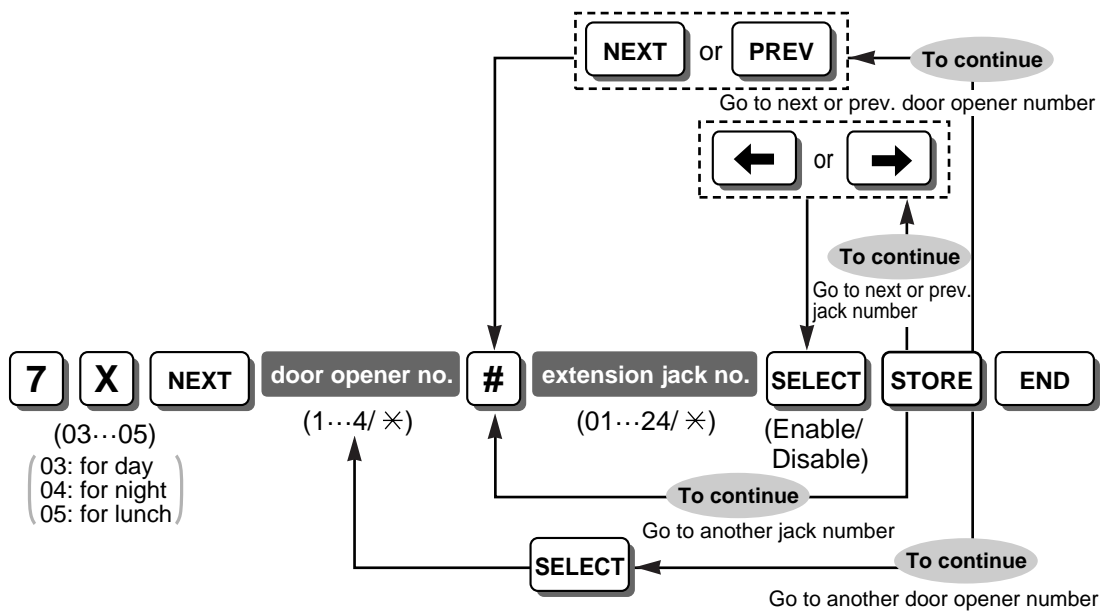 NEXT or PREV
To continue
Go to next or prev. door opener number
or
To continue
Go to next or prev.
jack number
7 X NEXT door opener no. # extension jack no. SELECT STORE END
(03···05)
(1···4/ ✳)
(01···24/ ✳)
(Enable/
Disable)
03: for day
04: for night
05: for lunch
To continue
Go to another jack number
SELECT
To continue
Go to another door opener number